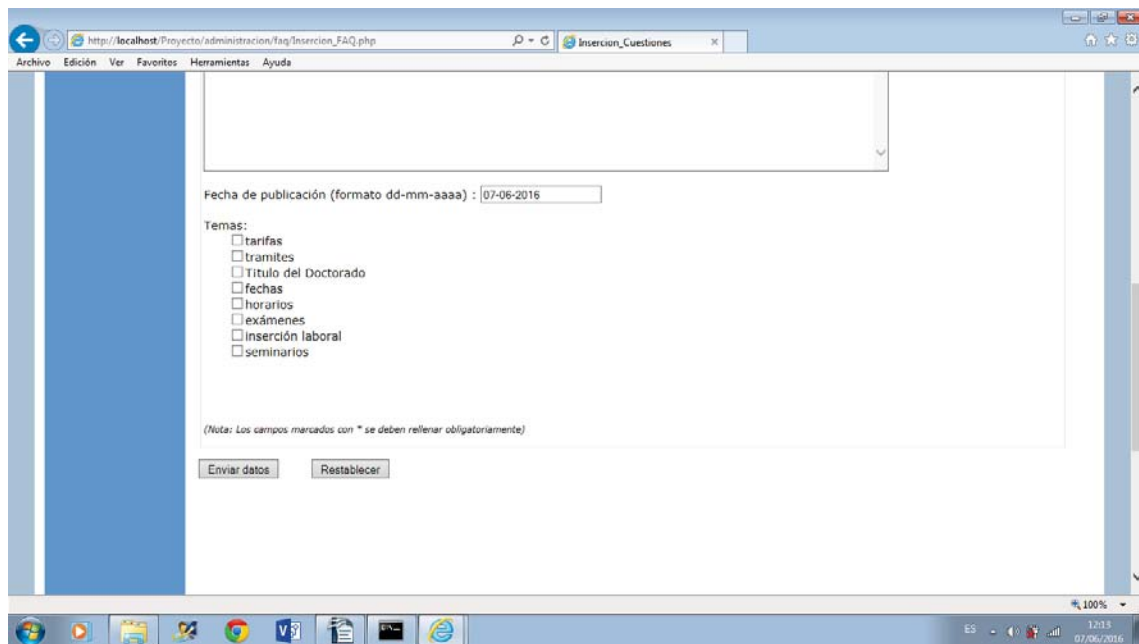 http://localhost/Proyecto/administracion/faq/Insercion_FAQ.php
Insercion_Cuestiones
Archivo Edición Ver Favoritos Herramientas Ayuda
Fecha de publicación (formato dd-mm-aaaa) : 07-06-2016
Temas:
tarifas
tramites
Titulo del Doctorado
fechas
horarios
exámenes
inserción laboral
seminarios
(Nota: Los campos marcados con * se deben rellenar obligatoriamente)
Enviar datos Restablecer
100%
ES 12:13
07/06/2016